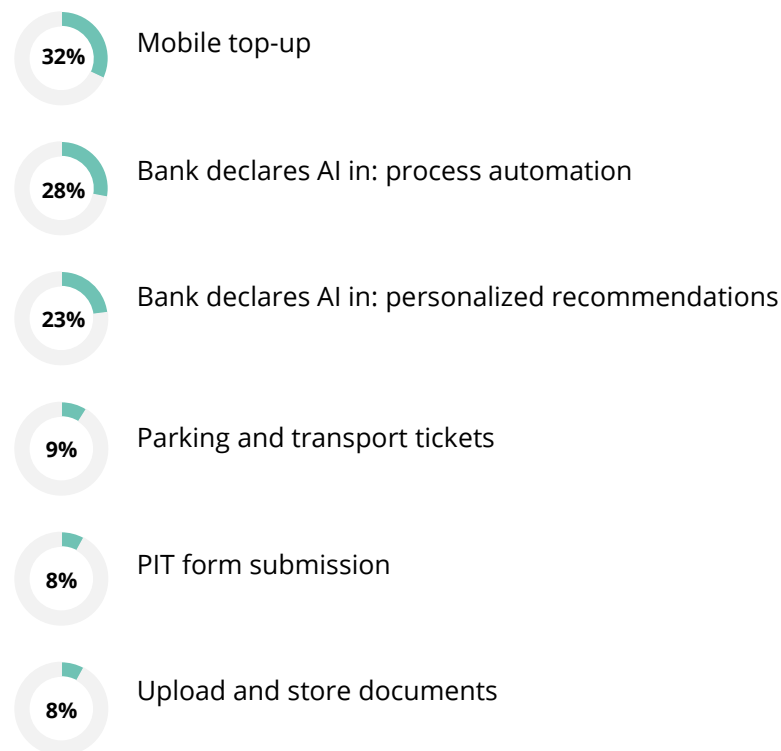 32%
Mobile top-up
28%
Bank declares AI in: process automation
23%
Bank declares AI in: personalized recommendations
9%
Parking and transport tickets
8%
PIT form submission
8%
Upload and store documents